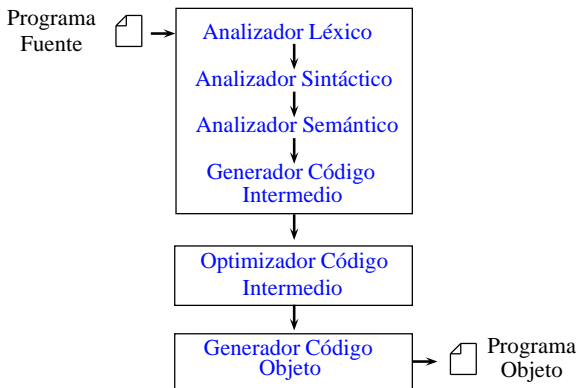 Programa
Fuente
Analizador Léxico
Analizador Sintáctico
Analizador Semántico
Generador Código
Intermedio
Optimizador Código
Intermedio
Generador Código
Objeto
Programa
Objeto